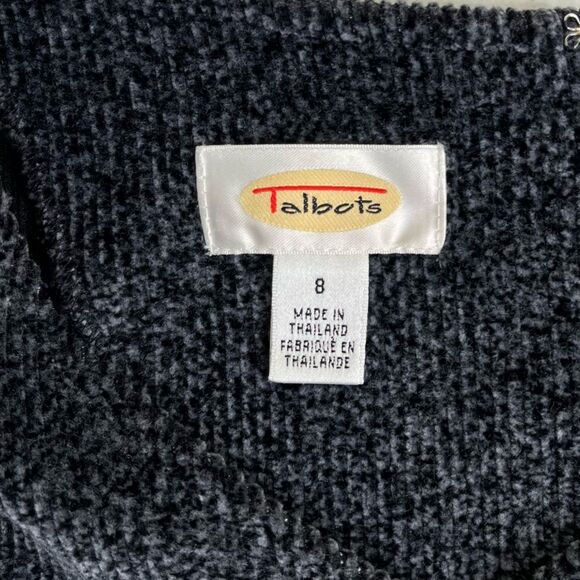 Talbots
8
MADE IN
THAILAND
FABRIQUÉ EN
THAILANDE